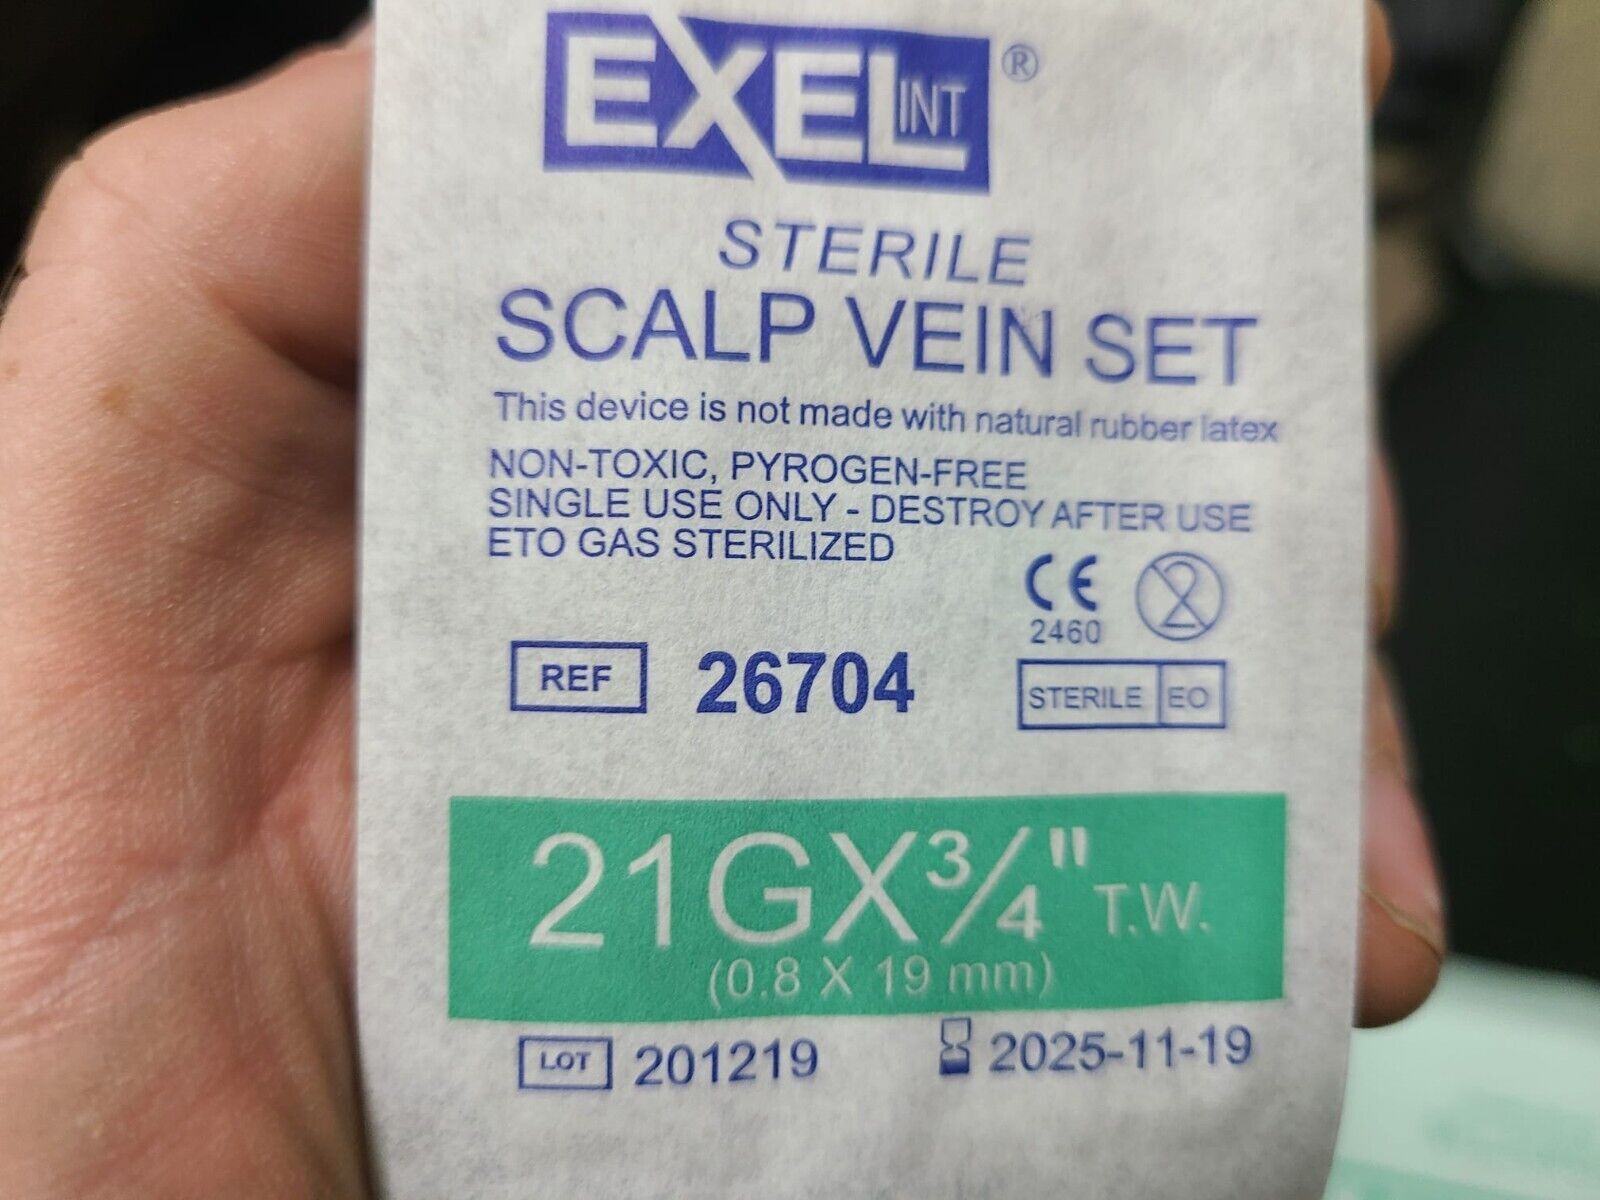 EXELINT ®
STERILE
SCALP VEIN SET
This device is not made with natural rubber latex
NON-TOXIC, PYROGEN-FREE
SINGLE USE ONLY - DESTROY AFTER USE
ETO GAS STERILIZED
CE
2460
2
REF 26704
STERILE EO
21GX3/4" T.W.
(0.8 X 19 mm)
LOT 201219 2025-11-19